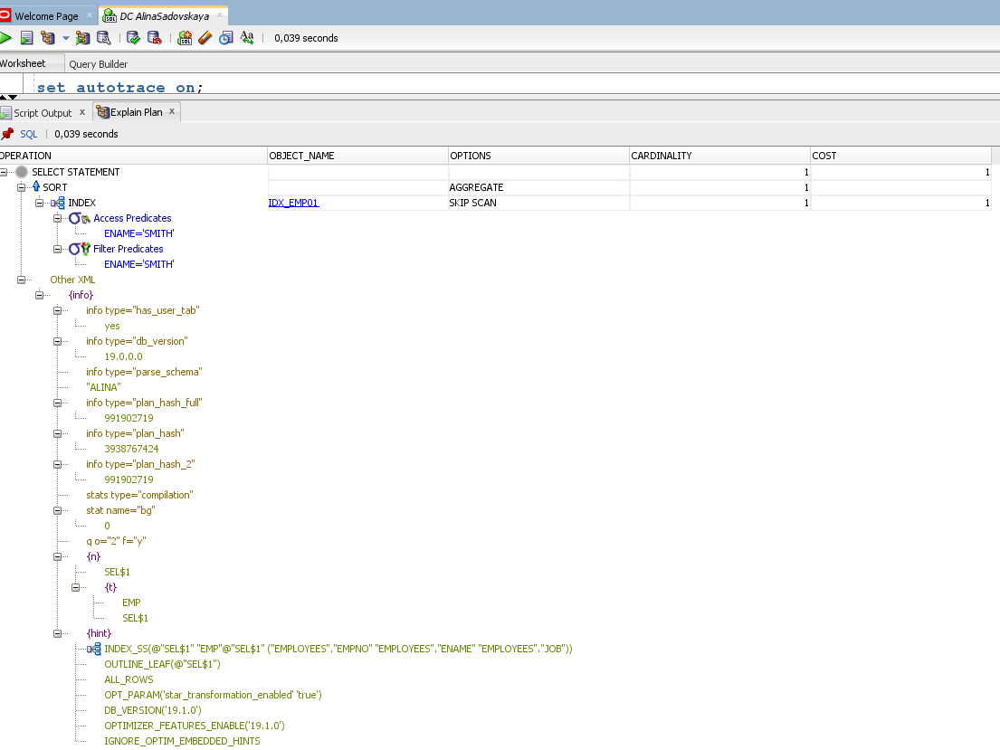 Welcome Page × DC AlinaSadovskaya ×
SQL Aa 0,039 seconds
Worksheet Query Builder
set autotrace on;
Script Output × Explain Plan ×
SQL 0,039 seconds
OPERATION OBJECT_NAME OPTIONS CARDINALITY COST
SELECT STATEMENT 1 1
SORT AGGREGATE 1
INDEX IDX_EMP01 SKIP SCAN 1 1
Access Predicates
ENAME='SMITH'
Filter Predicates
ENAME='SMITH'
Other XML
{info}
info type="has_user_tab"
yes
info type="db_version"
19.0.0.0
info type="parse_schema"
"ALINA"
info type="plan_hash_full"
991902719
info type="plan_hash"
3938767424
info type="plan_hash_2"
991902719
stats type="compilation"
stat name="bg"
0
q o="2" f="y"
{n}
SEL$1
{t}
EMP
SEL$1
{hint}
INDEX_SS(@"SEL$1" "EMP"@"SEL$1" ("EMPLOYEES"."EMPNO" "EMPLOYEES"."ENAME" "EMPLOYEES"."JOB"))
OUTLINE_LEAF(@"SEL$1")
ALL_ROWS
OPT_PARAM('star_transformation_enabled' 'true')
DB_VERSION('19.1.0')
OPTIMIZER_FEATURES_ENABLE('19.1.0')
IGNORE_OPTIM_EMBEDDED_HINTS